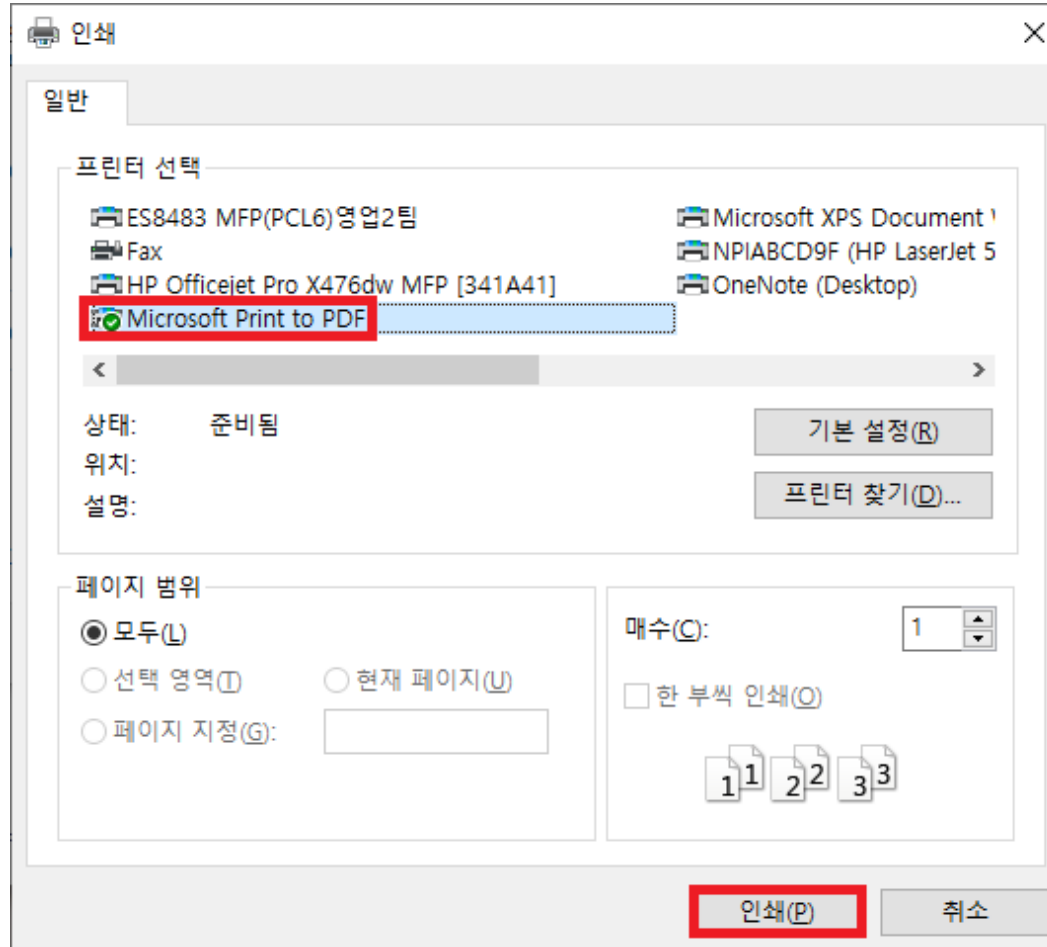 인쇄
일반
프린터 선택
ES8483 MFP(PCL6)영업2팀
Microsoft XPS Document
Fax
NPIABCD9F (HP LaserJet 5
HP Officejet Pro X476dw MFP [341A41]
OneNote (Desktop)
Microsoft Print to PDF
상태: 준비됨
기본 설정(R)
위치:
프린터 찾기(D)...
설명:
페이지 범위
모두(L)
매수(C): 1
선택 영역(T) 현재 페이지(U)
한 부씩 인쇄(O)
페이지 지정(G):
1 1 2 2 3 3
인쇄(P) 취소